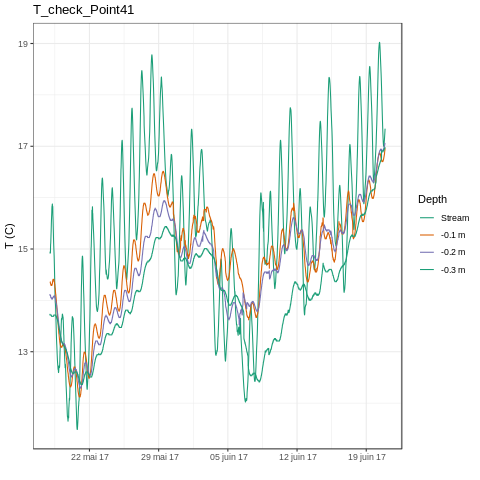 T_check_Point41
T (C)
19
17
15
13
22 mai 17
29 mai 17
05 juin 17
12 juin 17
19 juin 17
Depth
Stream
-0.1 m
-0.2 m
-0.3 m